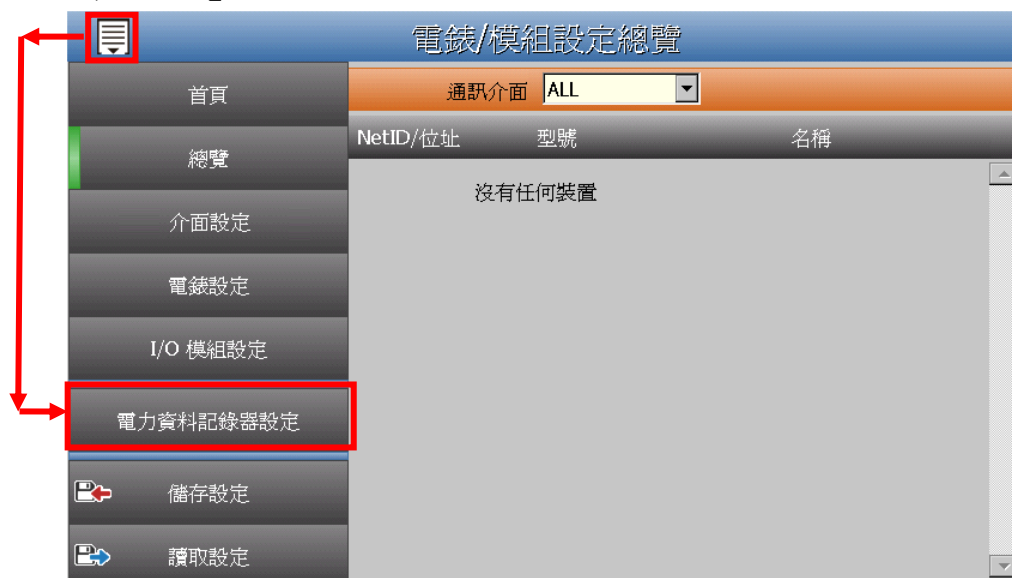 電錶/模組設定總覽
首頁
通訊介面 ALL
NetID/位址 型號 名稱
總覽
沒有任何裝置
介面設定
電錶設定
I/O 模組設定
電力資料記錄器設定
儲存設定
讀取設定